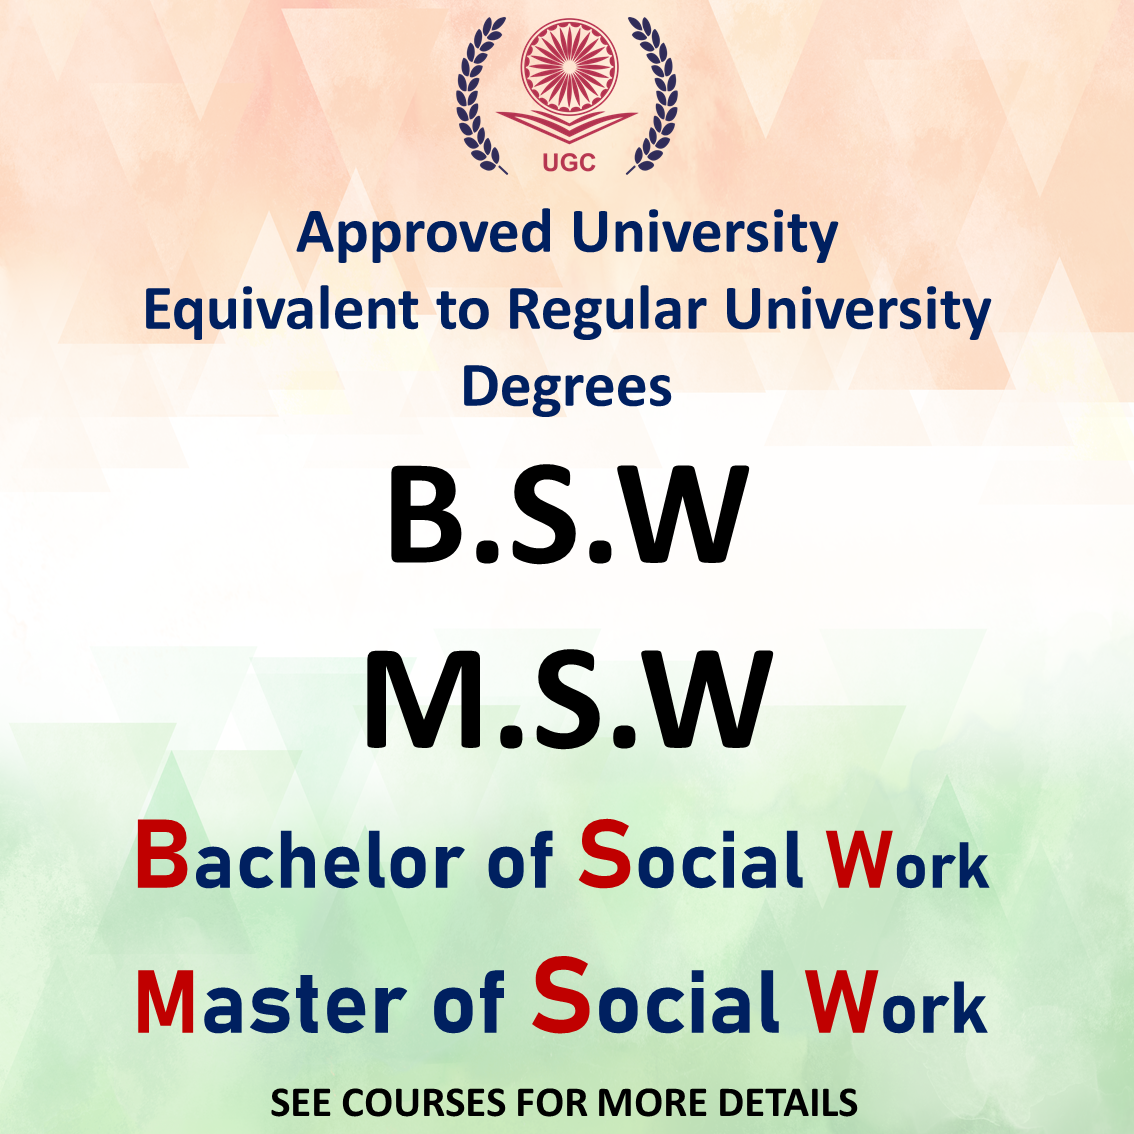 UGC
Approved University
Equivalent to Regular University
Degrees
B.S.W
M.S.W
Bachelor of Social Work
Master of Social Work
SEE COURSES FOR MORE DETAILS